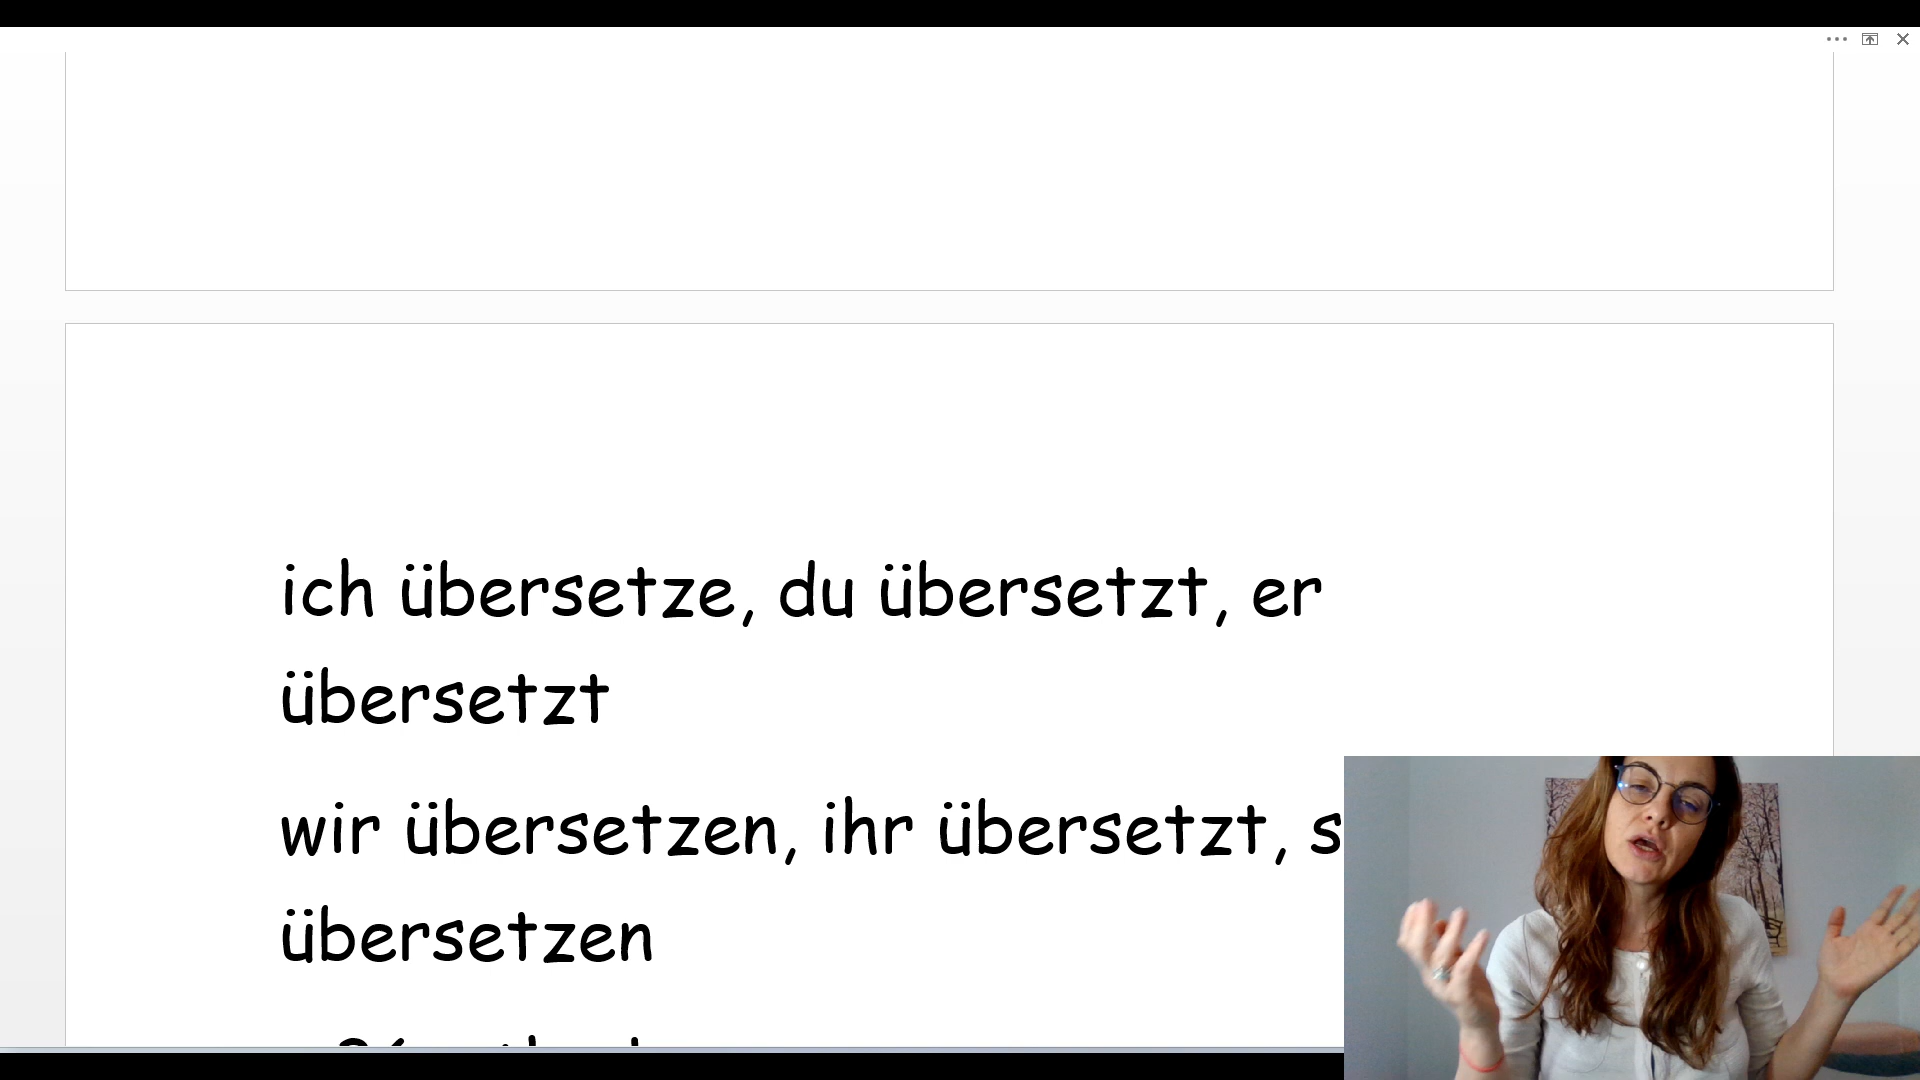 ich übersetze, du übersetzt, er
übersetzt
wir übersetzen, ihr übersetzt, s
übersetzen